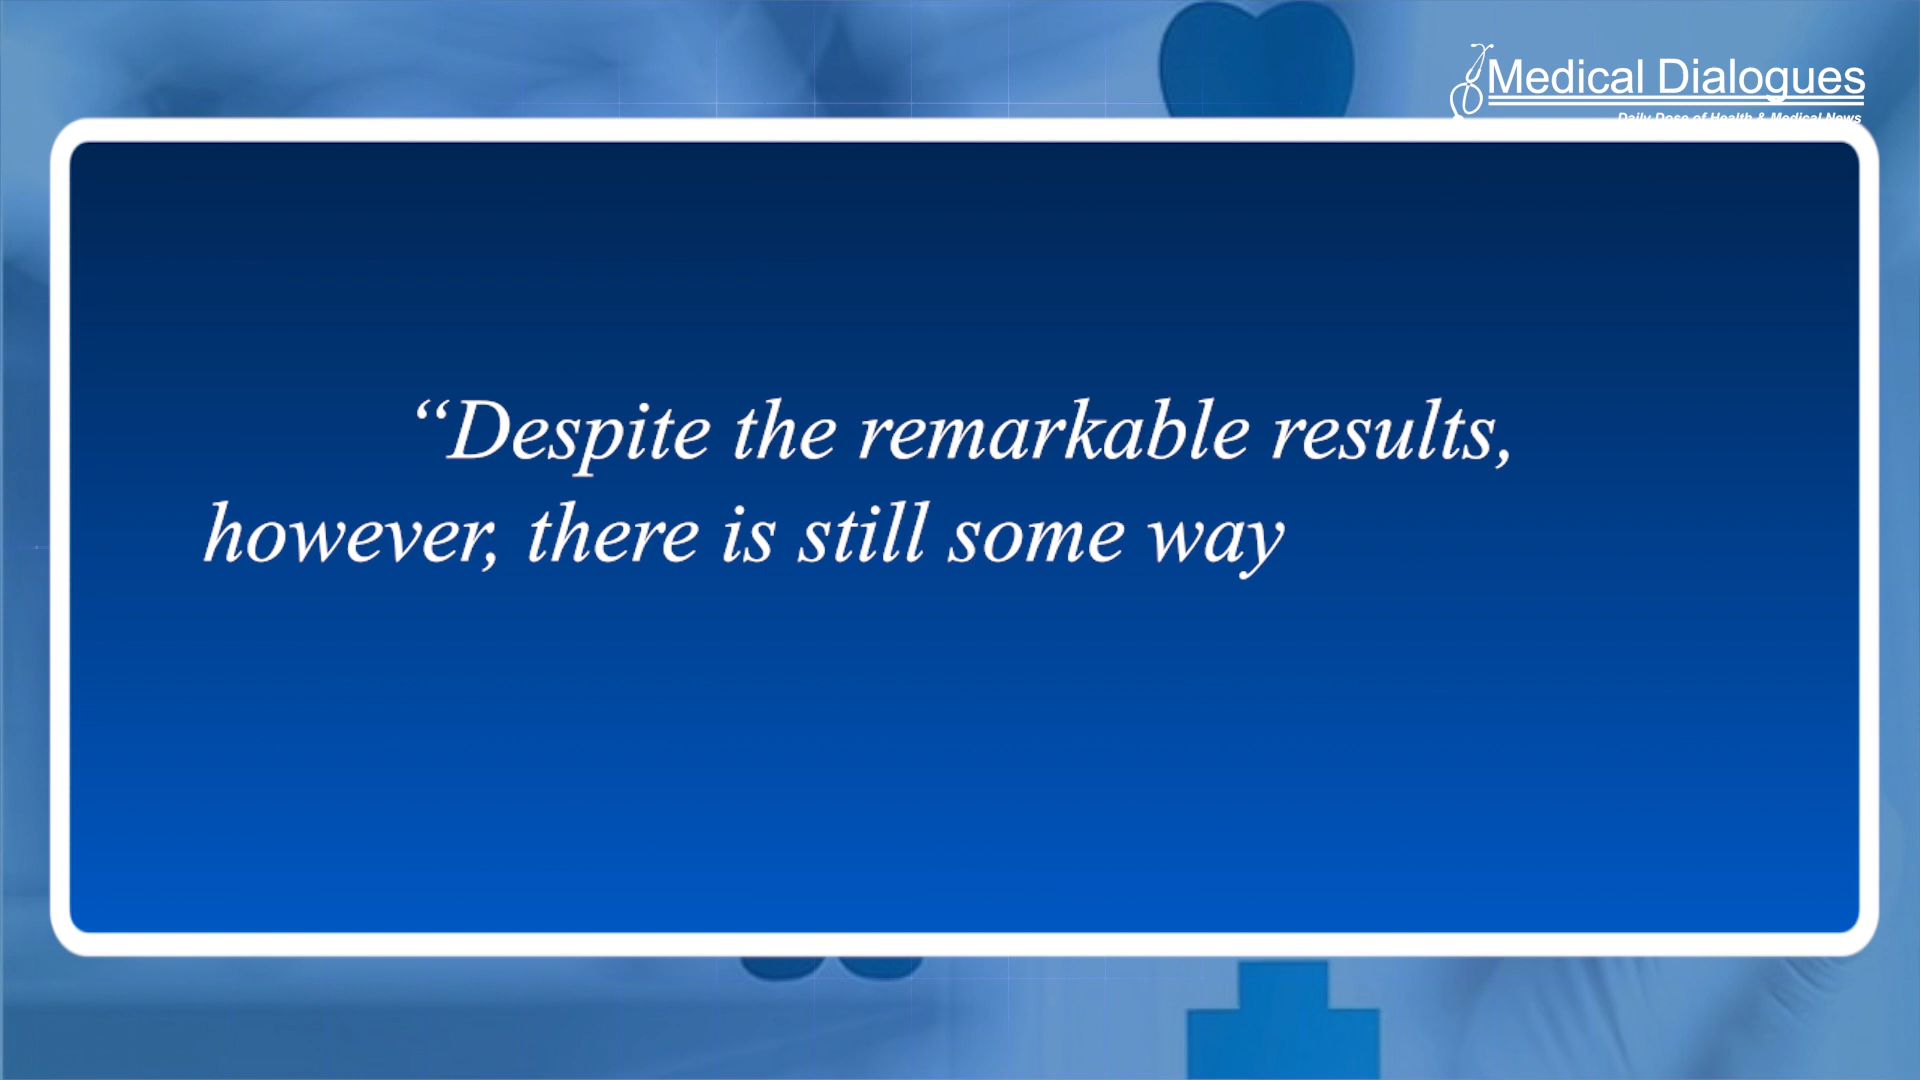 Medical Dialogues
Daily Dose of Health & Medical News
“Despite the remarkable results,
however, there is still some way